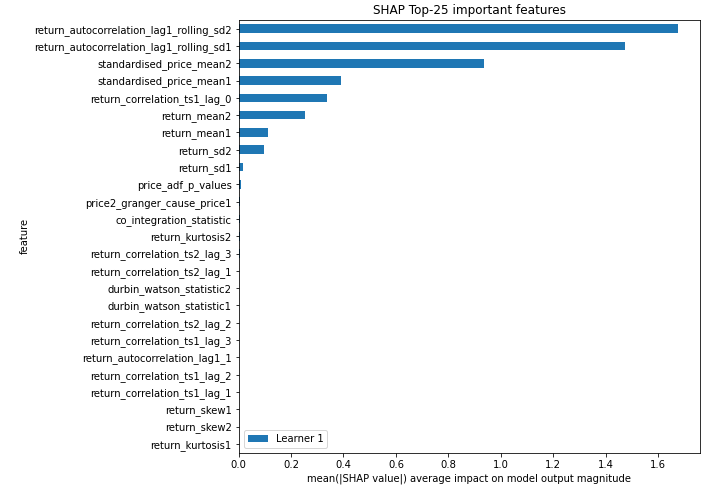 SHAP Top-25 important features
return_autocorrelation_lag1_rolling_sd2
return_autocorrelation_lag1_rolling_sd1
standardised_price_mean2
standardised_price_mean1
return_correlation_ts1_lag_0
return_mean2
return_mean1
return_sd2
return_sd1
price_adf_p_values
price2_granger_cause_price1
co_integration_statistic
return_kurtosis2
return_correlation_ts2_lag_3
return_correlation_ts2_lag_1
durbin_watson_statistic2
durbin_watson_statistic1
return_correlation_ts2_lag_2
return_correlation_ts1_lag_3
return_autocorrelation_lag1_1
return_correlation_ts1_lag_2
return_correlation_ts1_lag_1
return_skew1
return_skew2
return_kurtosis1
feature
Learner 1
0.0 0.2 0.4 0.6 0.8 1.0 1.2 1.4 1.6
mean(|SHAP value|) average impact on model output magnitude